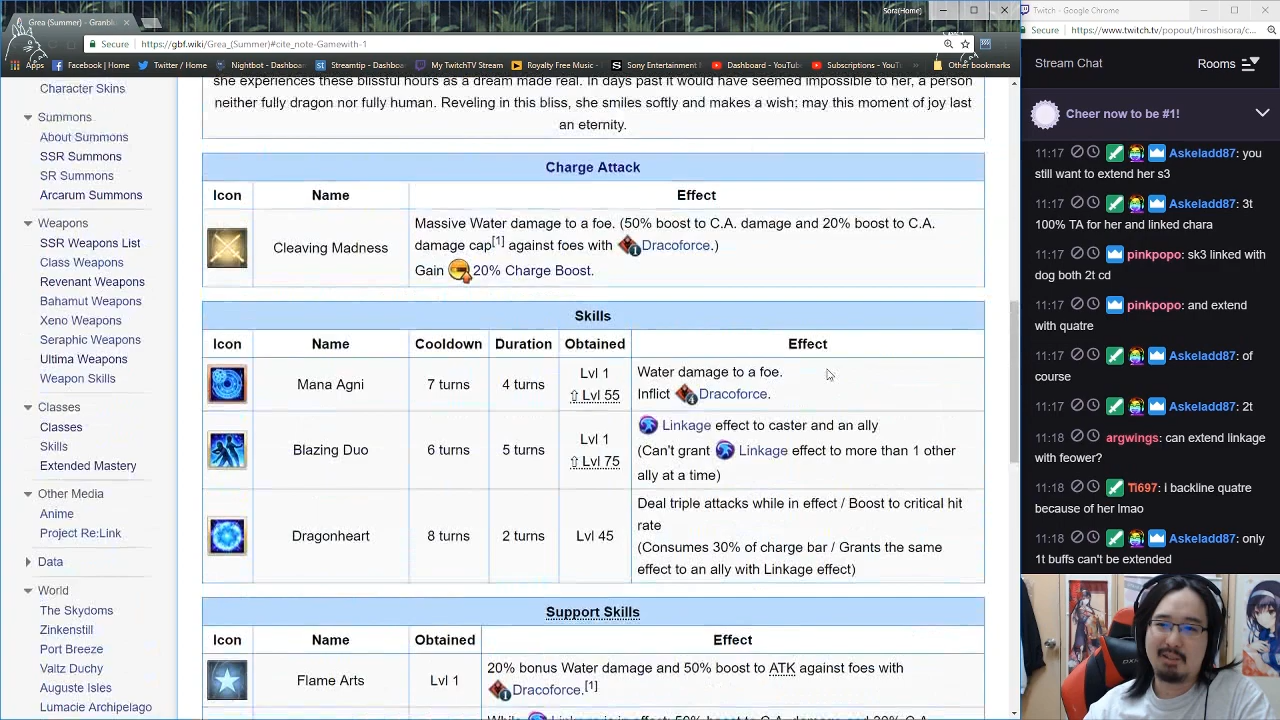 Grea (Summer) - Granblu
Sora(Home)
Secure
https://gbf.wiki/Grea_(Summer)#cite_note-Gamewith-1
Apps
Facebook | Home
Twitter / Home
Nightbot - Dashboar
Streamtip - Dashboa
My TwitchTV Stream
Royalty Free Music -
Sony Entertainment
Dashboard - YouTub
Subscriptions - YouT
Other bookmarks
Character Skins
Summons
About Summons
SSR Summons
SR Summons
Arcarum Summons
Weapons
SSR Weapons List
Class Weapons
Revenant Weapons
Bahamut Weapons
Xeno Weapons
Seraphic Weapons
Ultima Weapons
Weapon Skills
Classes
Classes
Skills
Extended Mastery
Other Media
Anime
Project Re:Link
Data
World
The Skydoms
Zinkenstill
Port Breeze
Valtz Duchy
Auguste Isles
Lumacie Archipelago
she experiences these blissful hours as a dream made real. In days past it would have seemed impossible to her, a person
neither fully dragon nor fully human. Reveling in this bliss, she smiles softly and makes a wish: may this moment of joy last
an eternity.
Charge Attack
Icon Name Effect
Cleaving Madness
Massive Water damage to a foe. (50% boost to C.A. damage and 20% boost to C.A.
damage cap[1] against foes with 1 Dracoforce.)
Gain 20% Charge Boost.
Skills
Icon Name Cooldown Duration Obtained Effect
Mana Agni 7 turns 4 turns
Lvl 1
⇧ Lvl 55
Water damage to a foe.
Inflict 4 Dracoforce.
Blazing Duo 6 turns 5 turns
Lvl 1
⇧ Lvl 75
Linkage effect to caster and an ally
(Can't grant Linkage effect to more than 1 other
ally at a time)
Dragonheart 8 turns 2 turns Lvl 45
Deal triple attacks while in effect / Boost to critical hit
rate
(Consumes 30% of charge bar / Grants the same
effect to an ally with Linkage effect)
Support Skills
Icon Name Obtained Effect
Flame Arts Lvl 1
20% bonus Water damage and 50% boost to ATK against foes with
1 Dracoforce.[1]
Twitch - Google Chrome
Secure
https://www.twitch.tv/popout/hiroshisora/c...
Stream Chat
Rooms
Cheer now to be #1!
11:17 Askeladd87: you
still want to extend her s3
11:17 Askeladd87: 3t
100% TA for her and linked chara
11:17 pinkpopo: sk3 linked with
dog both 2t cd
11:17 pinkpopo: and extend
with quatre
11:17 Askeladd87: of
course
11:17 Askeladd87: 2t
11:18 argwings: can extend linkage
with feower?
11:18 Ti697: i backline quatre
because of her lmao
11:18 Askeladd87: only
1t buffs can't be extended